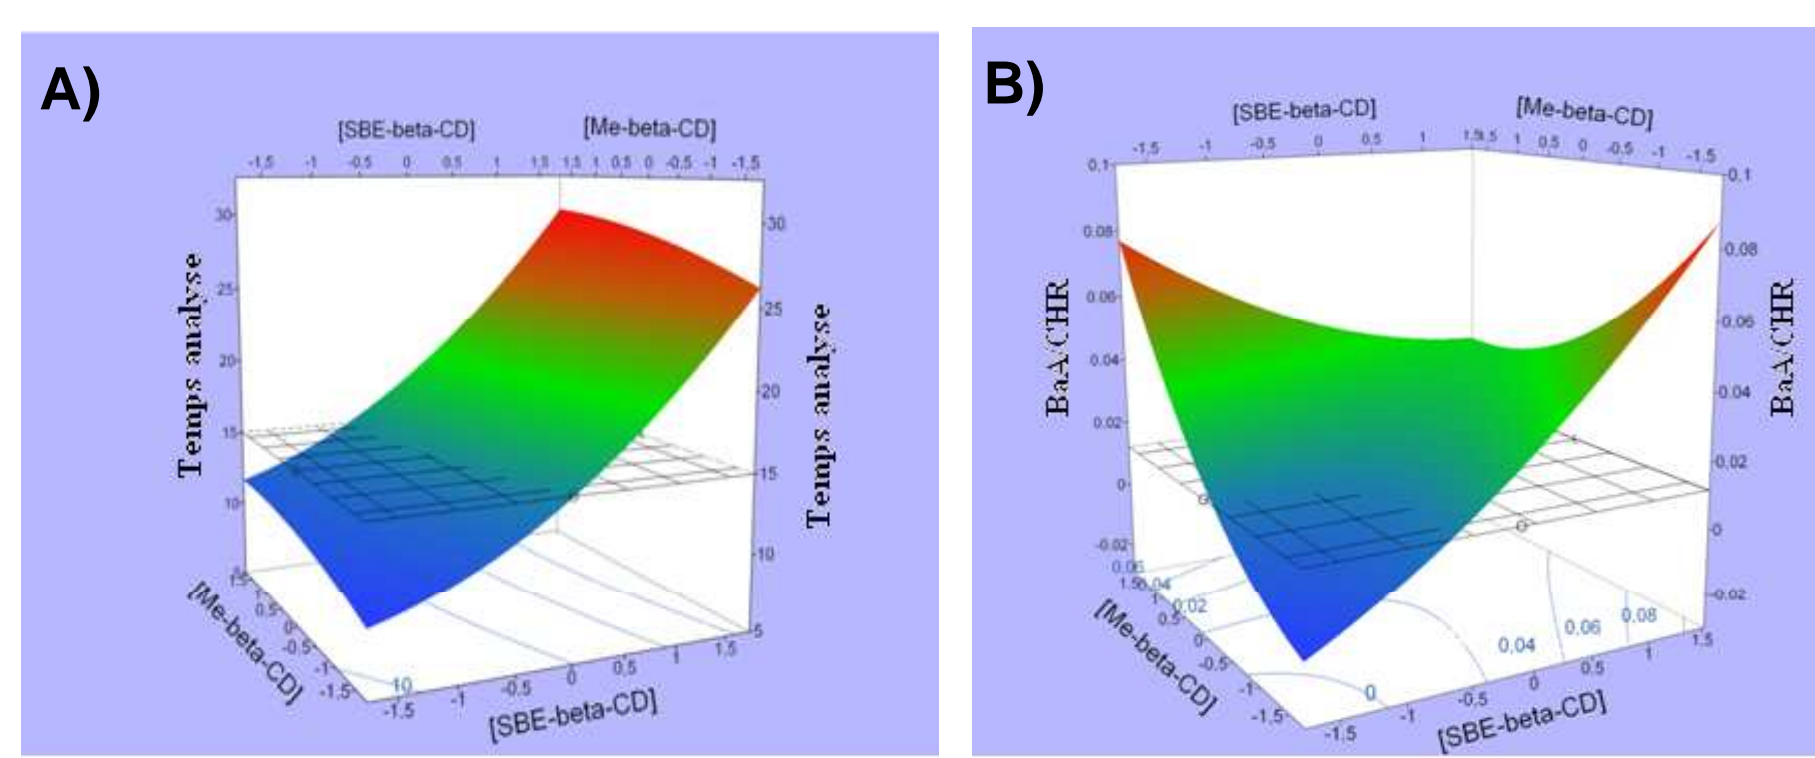 A)
[SBE-beta-CD] [Me-beta-CD]
-1,5 -1 -0.5 0 0.5 1 1.5 1.5 1 0.5 0 -0.5 -1 -1.5
30 30
25 25
20 20
15 15
10 10
5
Temps analyse
Temps analyse
1.5 1 0.5 0 -0.5 -1 -1.5
[Me-beta-CD]
10
-1.5 -1 -0.5 0 0.5 1 1.5
[SBE-beta-CD]
B)
[SBE-beta-CD] [Me-beta-CD]
-1,5 -1 -0.5 0 0.5 1 1 0.5 0 -0.5 -1 -1.5
0.1 0.1
0.08 0.08
0.06 0.06
0.04 0.04
0.02 0.02
0 0
-0.02 -0.02
BaA/CHR
BaA/CHR
0.06
0.04
0.02
0
0,04
0,06
0,08
1 0.5 0 -0.5 -1 -1.5
[Me-beta-CD]
-1.5 -1 -0.5 0 0.5 1.5
[SBE-beta-CD]